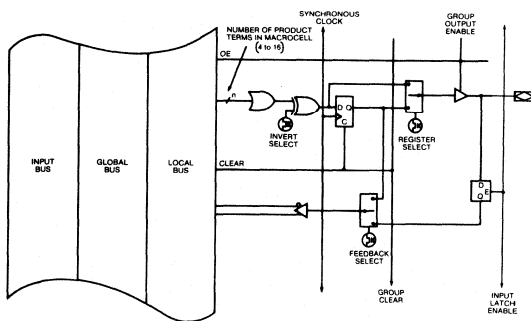 SYNCHRONOUS
CLOCK
NUMBER OF PRODUCT
TERMS IN MACROCELL
(4 to 16)
GROUP
OUTPUT
ENABLE
OE
n
D Q
C
INVERT
SELECT
REGISTER
SELECT
INPUT
BUS
GLOBAL
BUS
LOCAL
BUS
CLEAR
D
E
Q
FEEDBACK
SELECT
GROUP
CLEAR
INPUT
LATCH
ENABLE